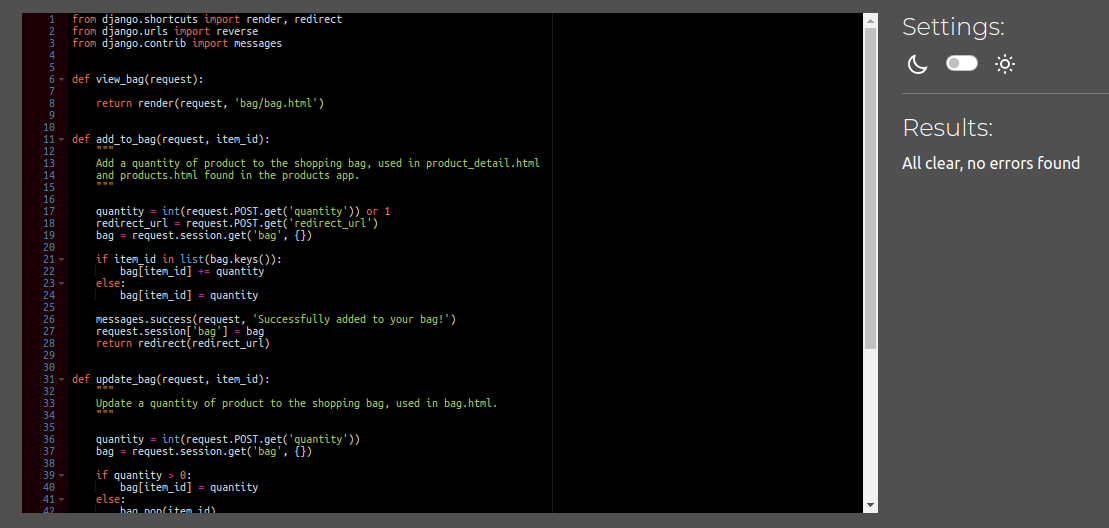 1 from django.shortcuts import render, redirect
2 from django.urls import reverse
3 from django.contrib import messages
4
5
6 def view_bag(request):
7
8     return render(request, 'bag/bag.html')
9
10
11 def add_to_bag(request, item_id):
12     """
13     Add a quantity of product to the shopping bag, used in product_detail.html
14     and products.html found in the products app.
15     """
16
17     quantity = int(request.POST.get('quantity')) or 1
18     redirect_url = request.POST.get('redirect_url')
19     bag = request.session.get('bag', {})
20
21     if item_id in list(bag.keys()):
22         bag[item_id] += quantity
23     else:
24         bag[item_id] = quantity
25
26     messages.success(request, 'Successfully added to your bag!')
27     request.session['bag'] = bag
28     return redirect(redirect_url)
29
30
31 def update_bag(request, item_id):
32     """
33     Update a quantity of product to the shopping bag, used in bag.html.
34     """
35
36     quantity = int(request.POST.get('quantity'))
37     bag = request.session.get('bag', {})
38
39     if quantity > 0:
40         bag[item_id] = quantity
41     else:
42         bag.pop(item_id)
Settings:
Results:
All clear, no errors found